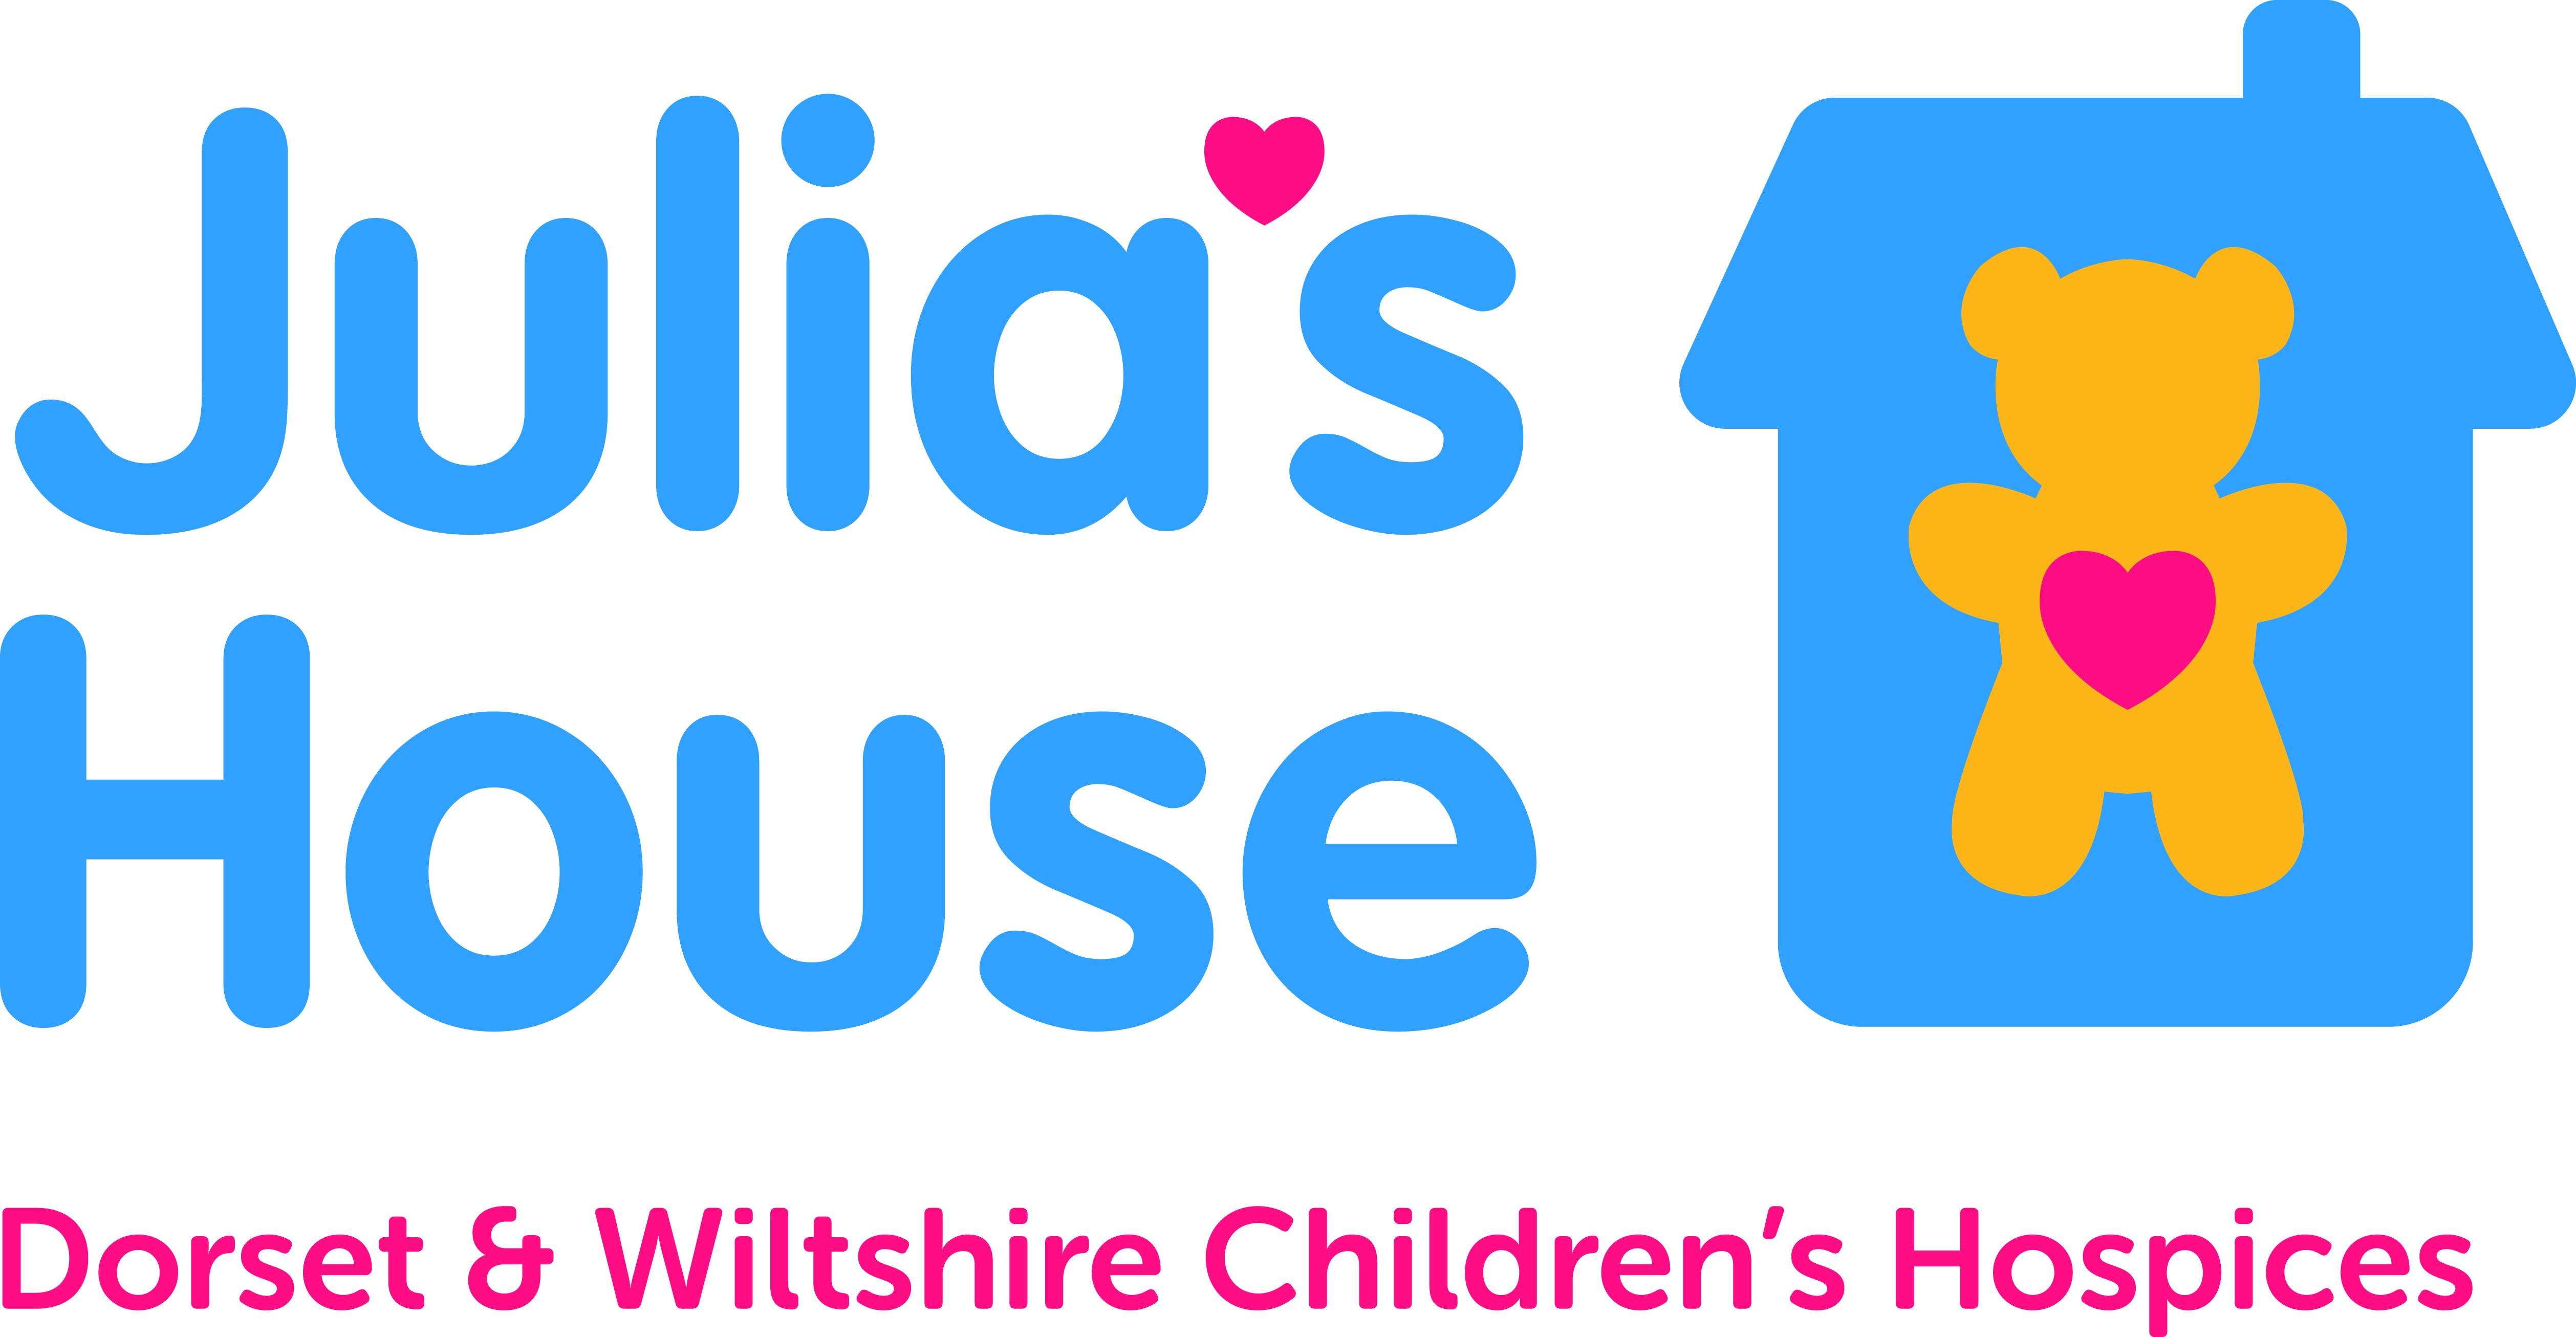 Julia's
House
Dorset & Wiltshire Children’s Hospices